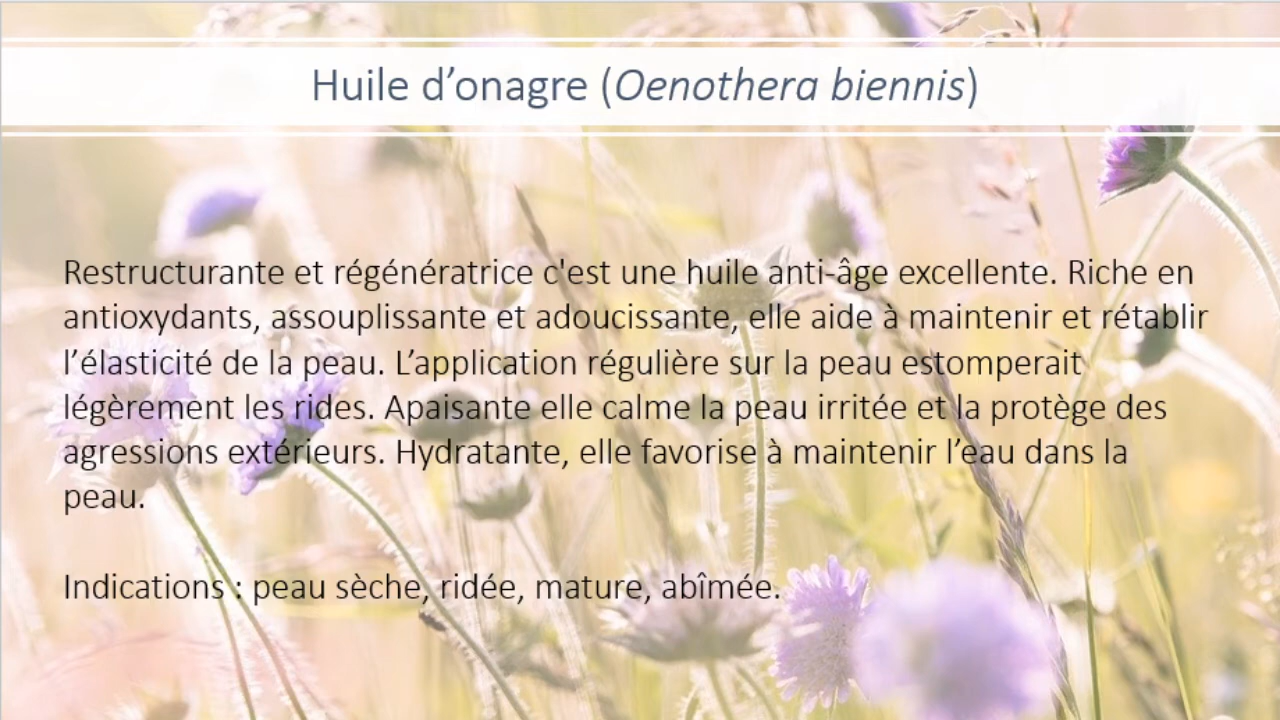 Huile d’onagre (Oenothera biennis)
Restructurante et régénératrice c'est une huile anti-âge excellente. Riche en
antioxydants, assouplissante et adoucissante, elle aide à maintenir et rétablir
l’élasticité de la peau. L’application régulière sur la peau estomperait
légèrement les rides. Apaisante elle calme la peau irritée et la protège des
agressions extérieurs. Hydratante, elle favorise à maintenir l’eau dans la
peau.
Indications : peau sèche, ridée, mature, abîmée.